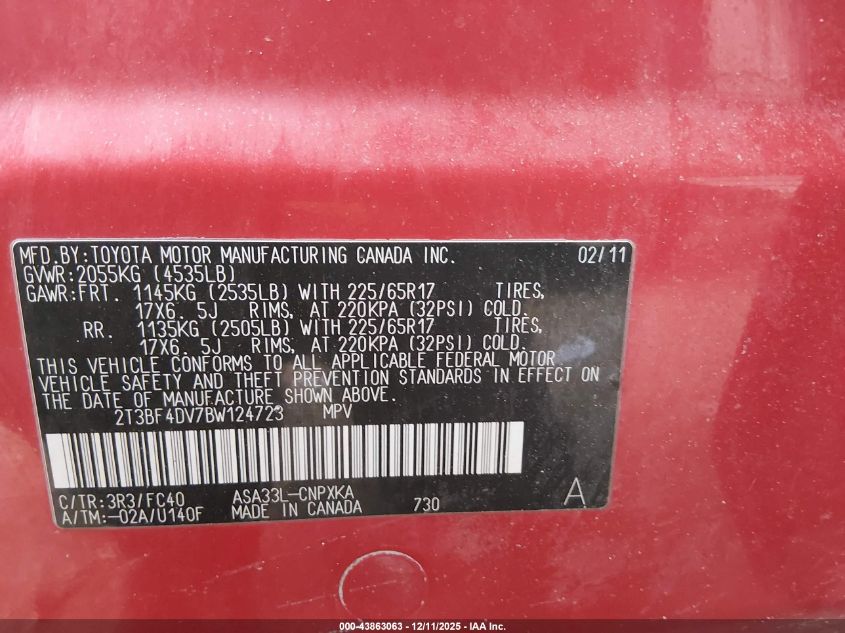 MFD.BY:TOYOTA MOTOR MANUFACTURING CANADA INC. 02/11
GVWR:2055KG (4535LB)
GAWR:FRT. 1145KG (2535LB) WITH 225/65R17 TIRES,
17X6. 5J RIMS, AT 220KPA (32PSI) COLD.
RR. 1135KG (2505LB) WITH 225/65R17 TIRES,
17X6. 5J RIMS, AT 220KPA (32PSI) COLD.
THIS VEHICLE CONFORMS TO ALL APPLICABLE FEDERAL MOTOR
VEHICLE SAFETY AND THEFT PREVENTION STANDARDS IN EFFECT ON
THE DATE OF MANUFACTURE SHOWN ABOVE.
2T3BF4DV7BW124723 MPV
C/TR:3R3/FC40 ASA33L-CNPXKA A
A/TM:-02A/U140F MADE IN CANADA 730
000-43863063 - 12/11/2025 - IAA Inc.